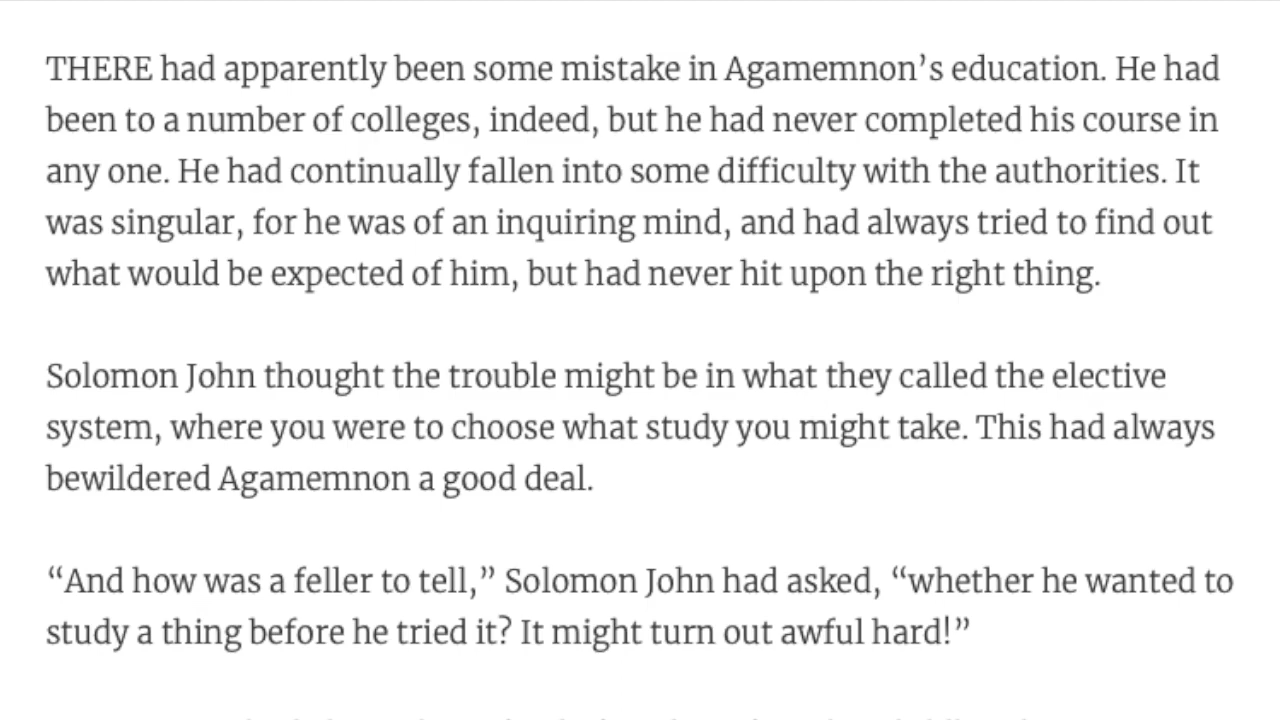 THERE had apparently been some mistake in Agamemnon’s education. He had
been to a number of colleges, indeed, but he had never completed his course in
any one. He had continually fallen into some difficulty with the authorities. It
was singular, for he was of an inquiring mind, and had always tried to find out
what would be expected of him, but had never hit upon the right thing.
Solomon John thought the trouble might be in what they called the elective
system, where you were to choose what study you might take. This had always
bewildered Agamemnon a good deal.
“And how was a feller to tell,” Solomon John had asked, “whether he wanted to
study a thing before he tried it? It might turn out awful hard!”